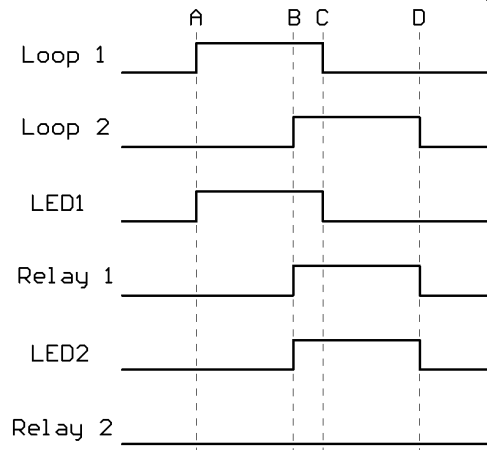 A B C D
Loop 1
Loop 2
LED1
Relay 1
LED2
Relay 2